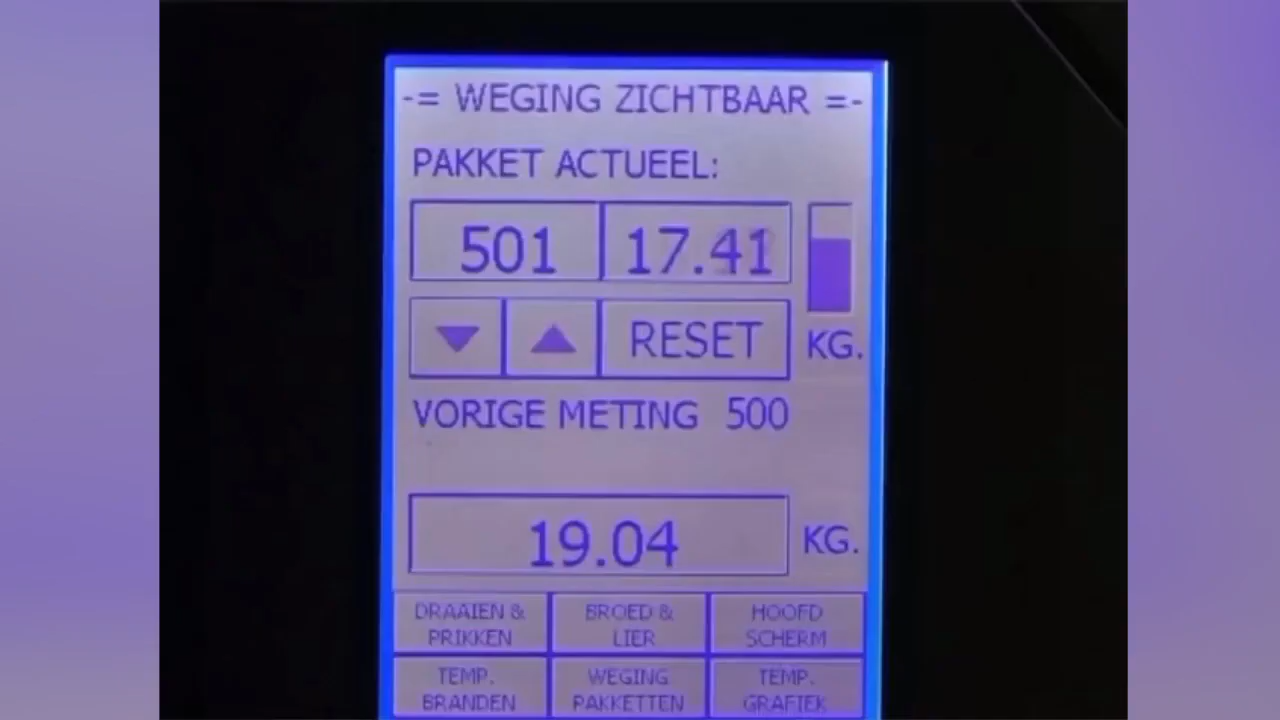 -= WEGING ZICHTBAAR =-
PAKKET ACTUEEL:
501 17.41
RESET KG.
VORIGE METING 500
19.04 KG.
DRAAIEN & PRIKKEN
BROED & LIER
HOOFD SCHERM
TEMP. BRANDEN
WEGING PAKKETTEN
TEMP. GRAFIEK